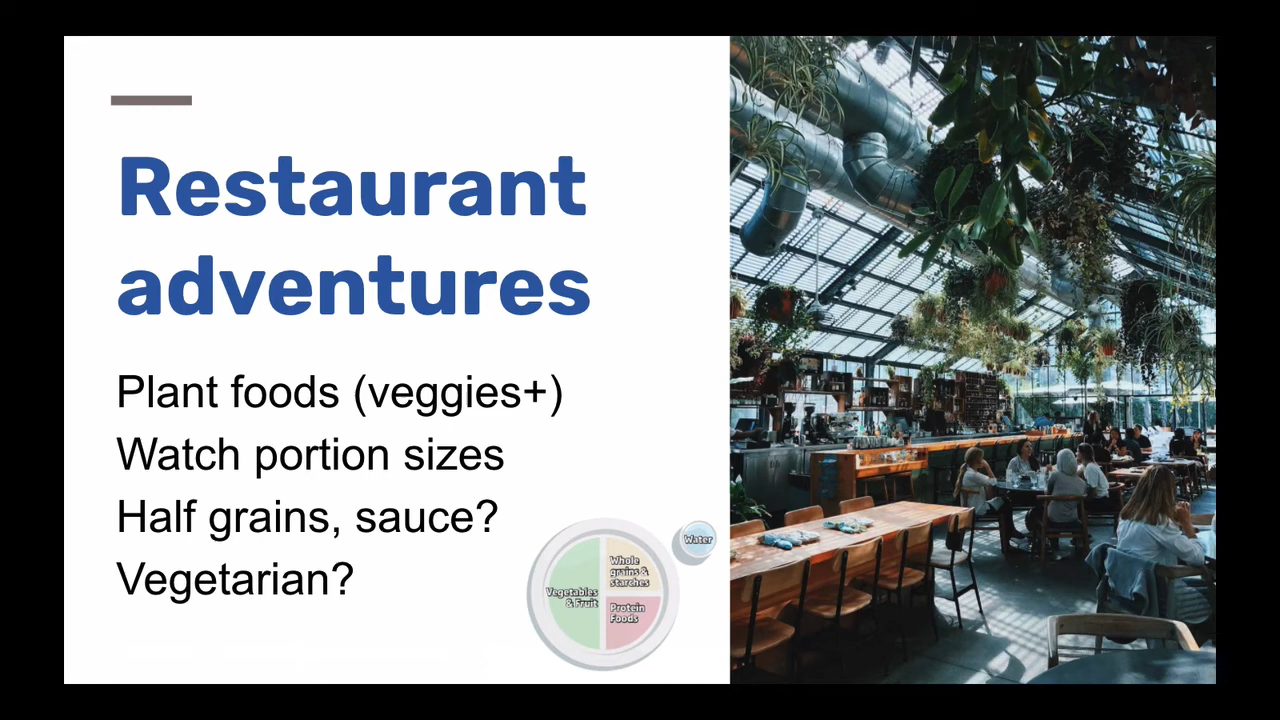 Restaurant
adventures
Plant foods (veggies+)
Watch portion sizes
Half grains, sauce?
Vegetarian?
Water
Whole
grains &
starches
Vegetables
& Fruit
Protein
Foods